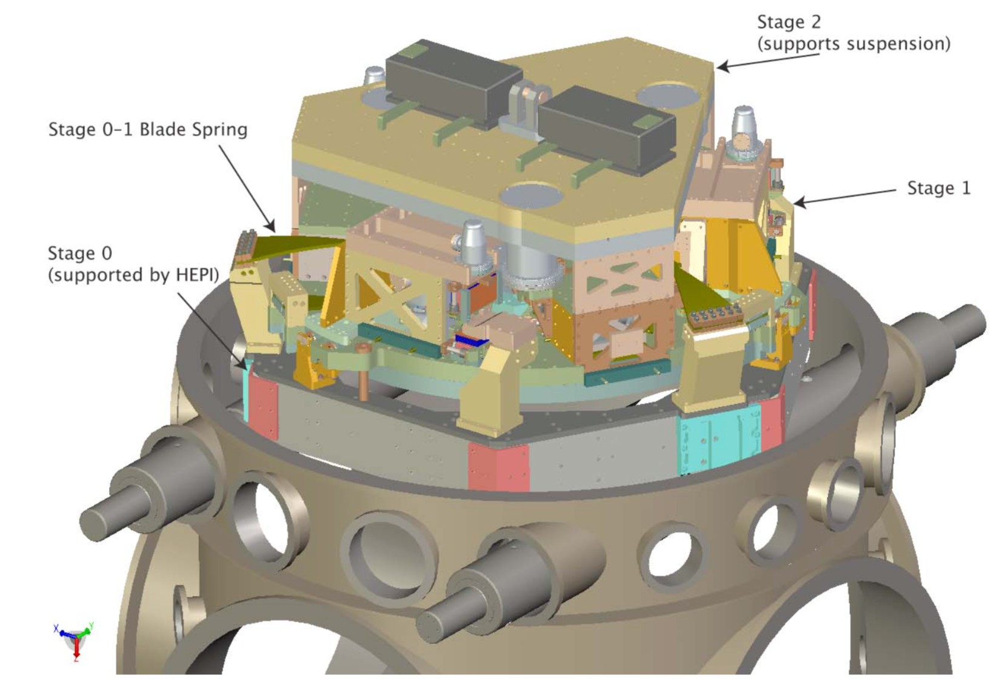 Stage 2
(supports suspension)
Stage 0-1 Blade Spring
Stage 1
Stage 0
(supported by HEPI)
X
Y
Z